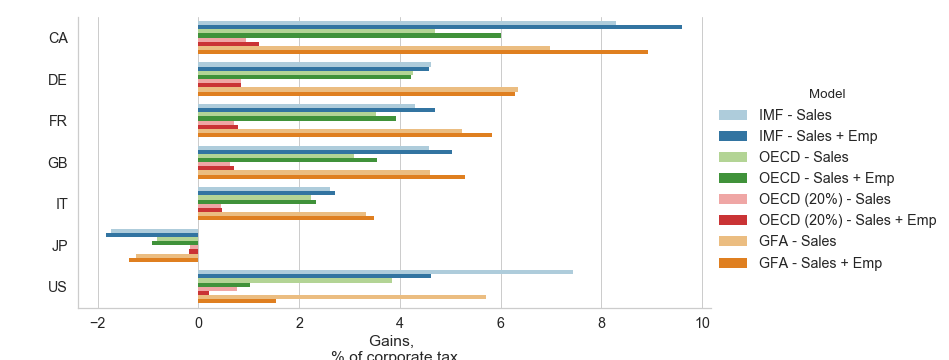 CA
DE
FR
GB
IT
JP
US
−2
0
2
4
6
8
10
Gains,
% of corporate tax
Model
IMF - Sales
IMF - Sales + Emp
OECD - Sales
OECD - Sales + Emp
OECD (20%) - Sales
OECD (20%) - Sales + Emp
GFA - Sales
GFA - Sales + Emp